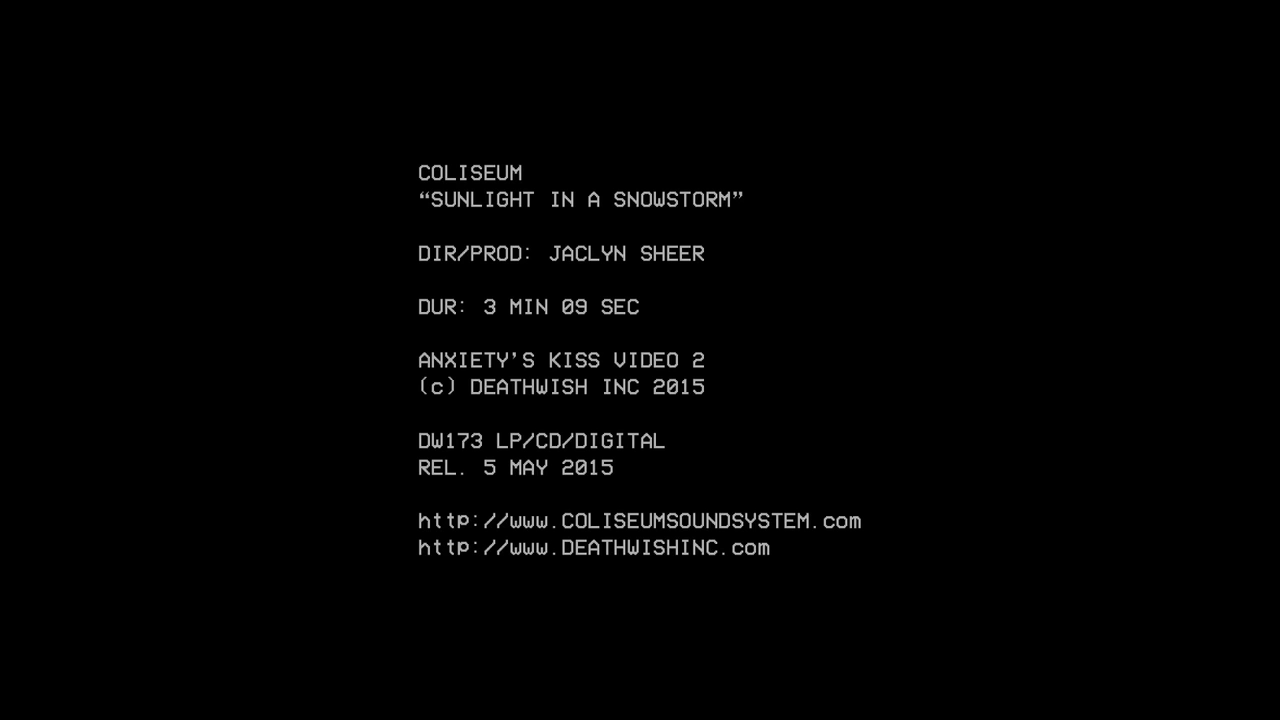 COLISEUM
“SUNLIGHT IN A SNOWSTORM”
DIR/PROD: JACLYN SHEER
DUR: 3 MIN 09 SEC
ANXIETY’S KISS VIDEO 2
(c) DEATHWISH INC 2015
DW173 LP/CD/DIGITAL
REL. 5 MAY 2015
http://www.COLISEUMSOUNDSYSTEM.com
http://www.DEATHWISHINC.com